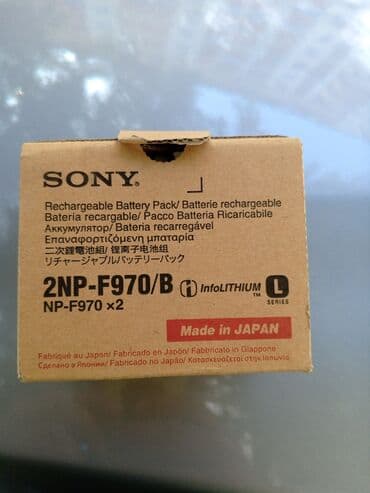 SONY®
Rechargeable Battery Pack/ Batterie rechargeable
Batería recargable/ Pacco Batteria Ricaricabile
Аккумулятор/ Bateria recarregável
Επαναφορτιζόμενη μπαταρία
二次鋰電池組/ 锂离子电池组
リチャージャブルバッテリーパック
2NP-F970/B InfoLITHIUM™ L SERIES
NP-F970 ×2
Made in JAPAN
Fabriqué au Japon/ Fabricado en Japón/ Fabbricato in Giappone
Сделано в Японии/ Fabricado no Japão/ Κατασκευάζεται στην Ιαπωνία